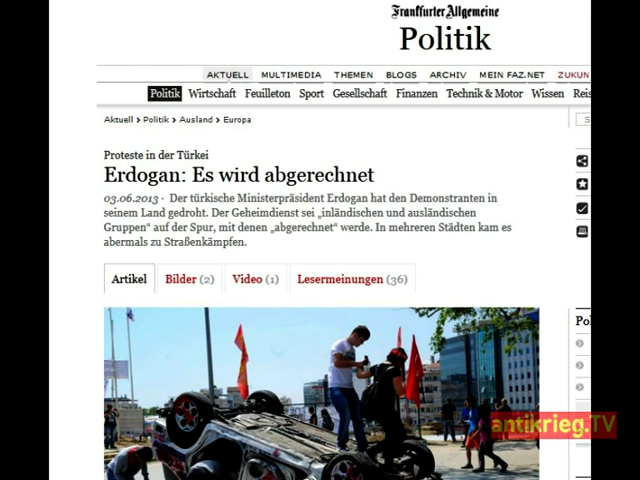 Frankfurter Allgemeine
Politik
AKTUELL MULTIMEDIA THEMEN BLOGS ARCHIV MEIN FAZ.NET ZUKUN
Politik Wirtschaft Feuilleton Sport Gesellschaft Finanzen Technik & Motor Wissen Reis
Aktuell > Politik > Ausland > Europa
S
Proteste in der Türkei
Erdogan: Es wird abgerechnet
03.06.2013 · Der türkische Ministerpräsident Erdogan hat den Demonstranten in
seinem Land gedroht. Der Geheimdienst sei „inländischen und ausländischen
Gruppen“ auf der Spur, mit denen „abgerechnet“ werde. In mehreren Städten kam es
abermals zu Straßenkämpfen.
Artikel Bilder (2) Video (1) Lesermeinungen (36)
Pol
antikrieg.TV